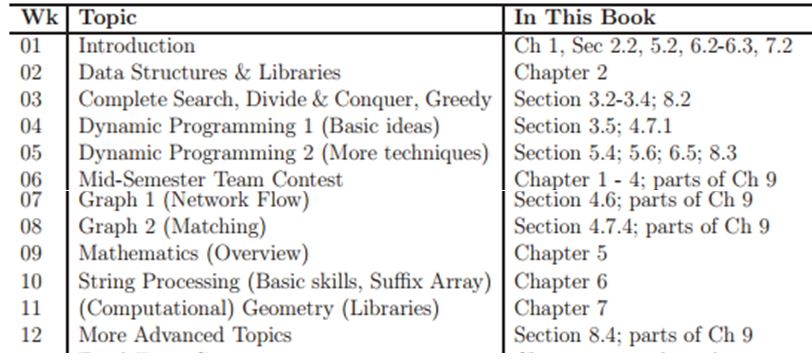 Wk Topic In This Book
01 Introduction Ch 1, Sec 2.2, 5.2, 6.2-6.3, 7.2
02 Data Structures & Libraries Chapter 2
03 Complete Search, Divide & Conquer, Greedy Section 3.2-3.4; 8.2
04 Dynamic Programming 1 (Basic ideas) Section 3.5; 4.7.1
05 Dynamic Programming 2 (More techniques) Section 5.4; 5.6; 6.5; 8.3
06 Mid-Semester Team Contest Chapter 1 - 4; parts of Ch 9
07 Graph 1 (Network Flow) Section 4.6; parts of Ch 9
08 Graph 2 (Matching) Section 4.7.4; parts of Ch 9
09 Mathematics (Overview) Chapter 5
10 String Processing (Basic skills, Suffix Array) Chapter 6
11 (Computational) Geometry (Libraries) Chapter 7
12 More Advanced Topics Section 8.4; parts of Ch 9